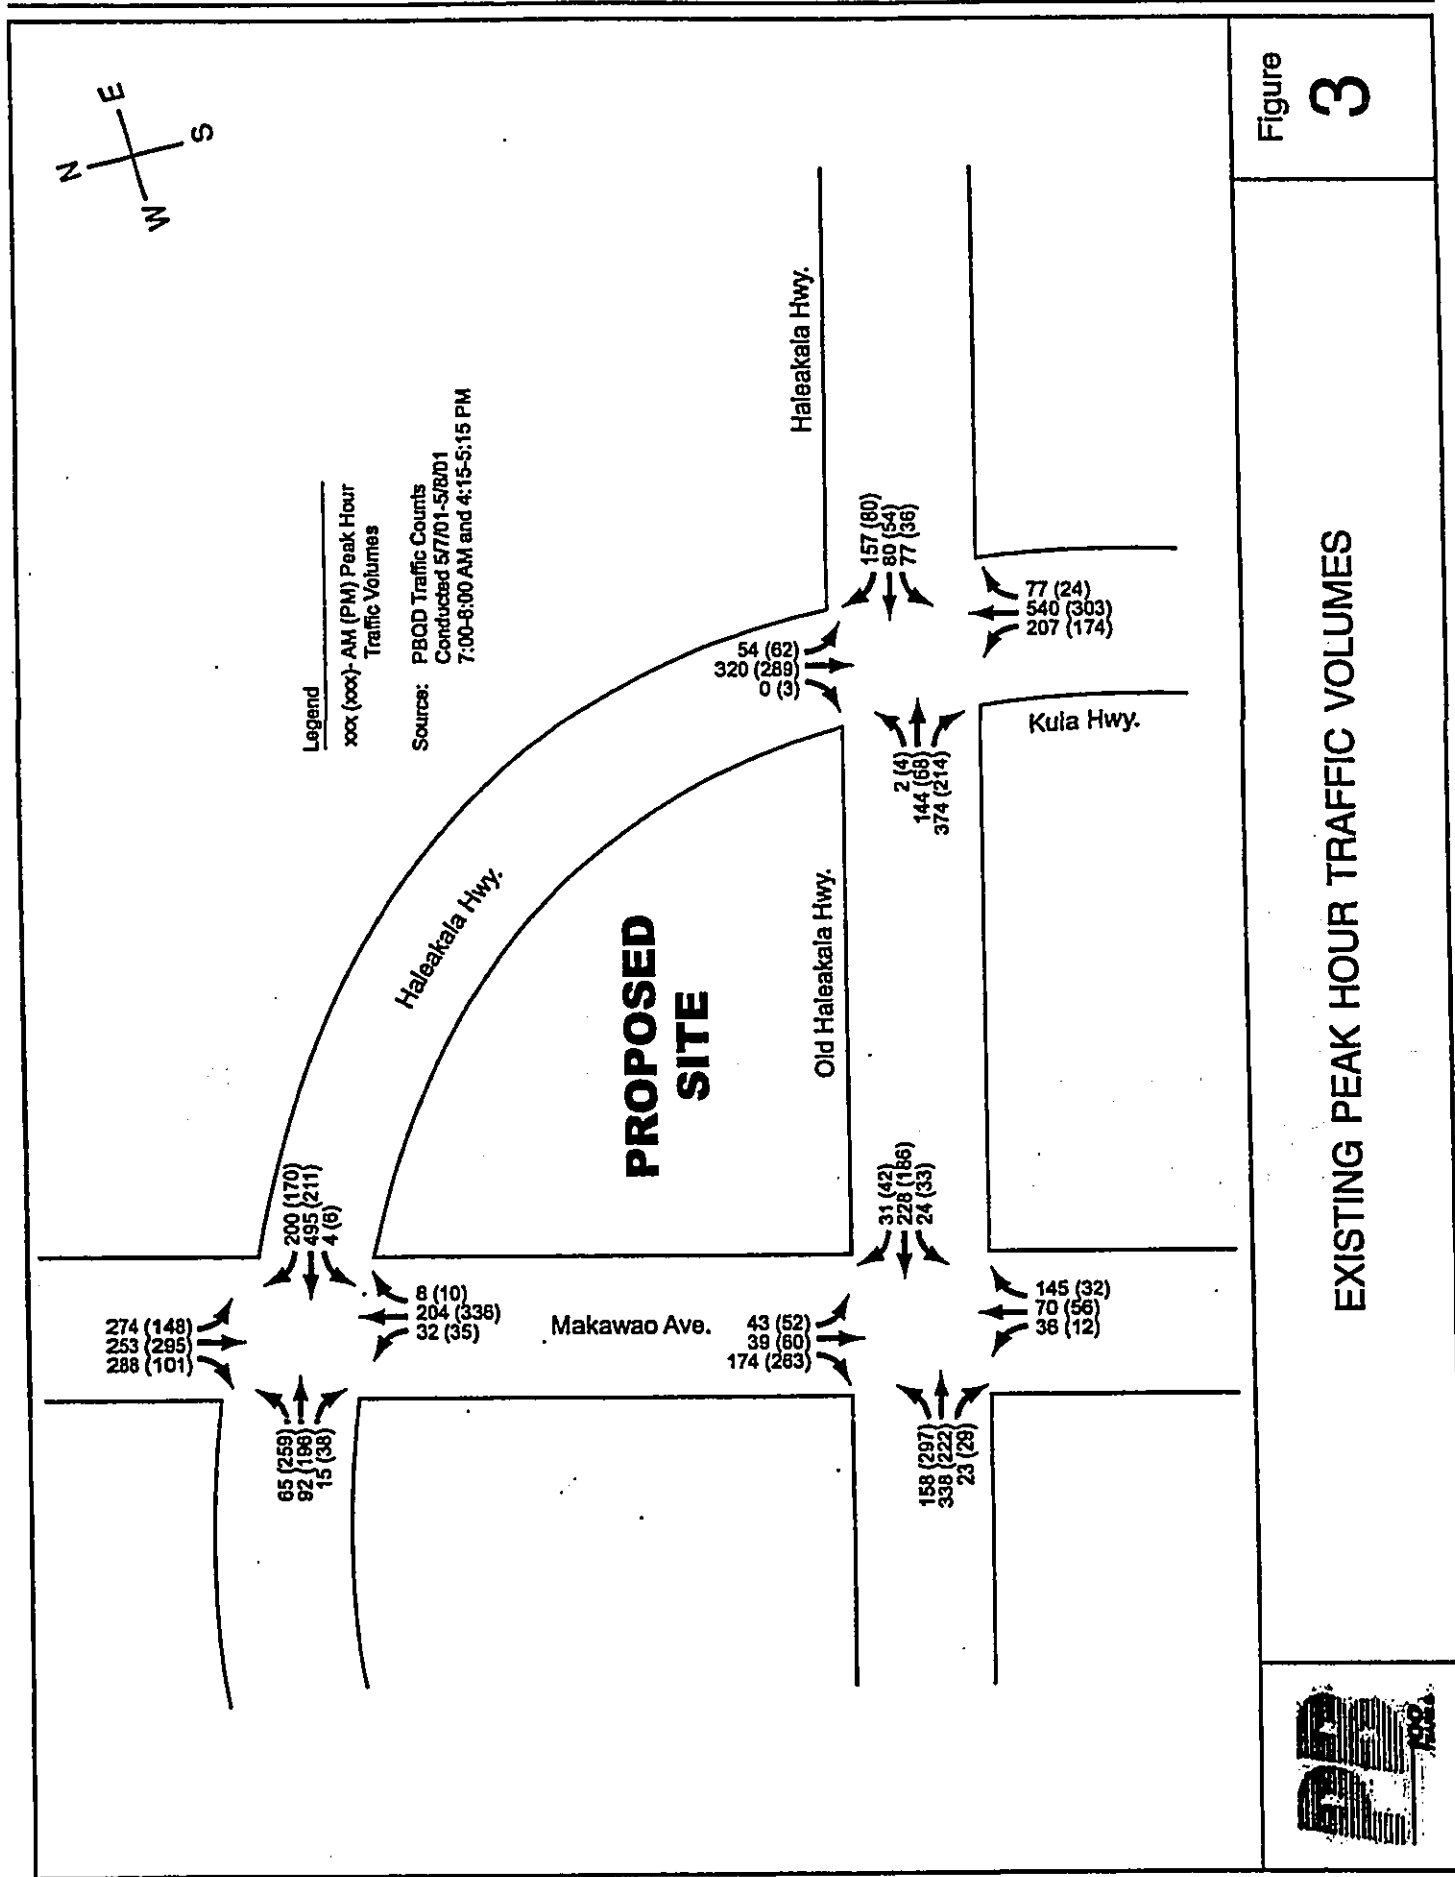 N
E
S
W
Legend
xxx (xxx)- AM (PM) Peak Hour
Traffic Volumes
Source: PBQD Traffic Counts
Conducted 5/7/01-5/8/01
7:00-8:00 AM and 4:15-5:15 PM
Haleakala Hwy.
157 (80)
80 (54)
77 (36)
54 (62)
320 (289)
0 (3)
77 (24)
540 (303)
207 (174)
2 (4)
144 (68)
374 (214)
Kula Hwy.
Haleakala Hwy.
PROPOSED
SITE
Old Haleakala Hwy.
200 (170)
495 (211)
4 (6)
274 (148)
253 (295)
288 (101)
8 (10)
204 (336)
32 (35)
65 (259)
92 (196)
15 (38)
Makawao Ave.
31 (42)
228 (186)
24 (33)
43 (52)
39 (60)
174 (263)
145 (32)
70 (56)
38 (12)
158 (297)
338 (222)
23 (29)
EXISTING PEAK HOUR TRAFFIC VOLUMES
Figure
3
100
YEARS